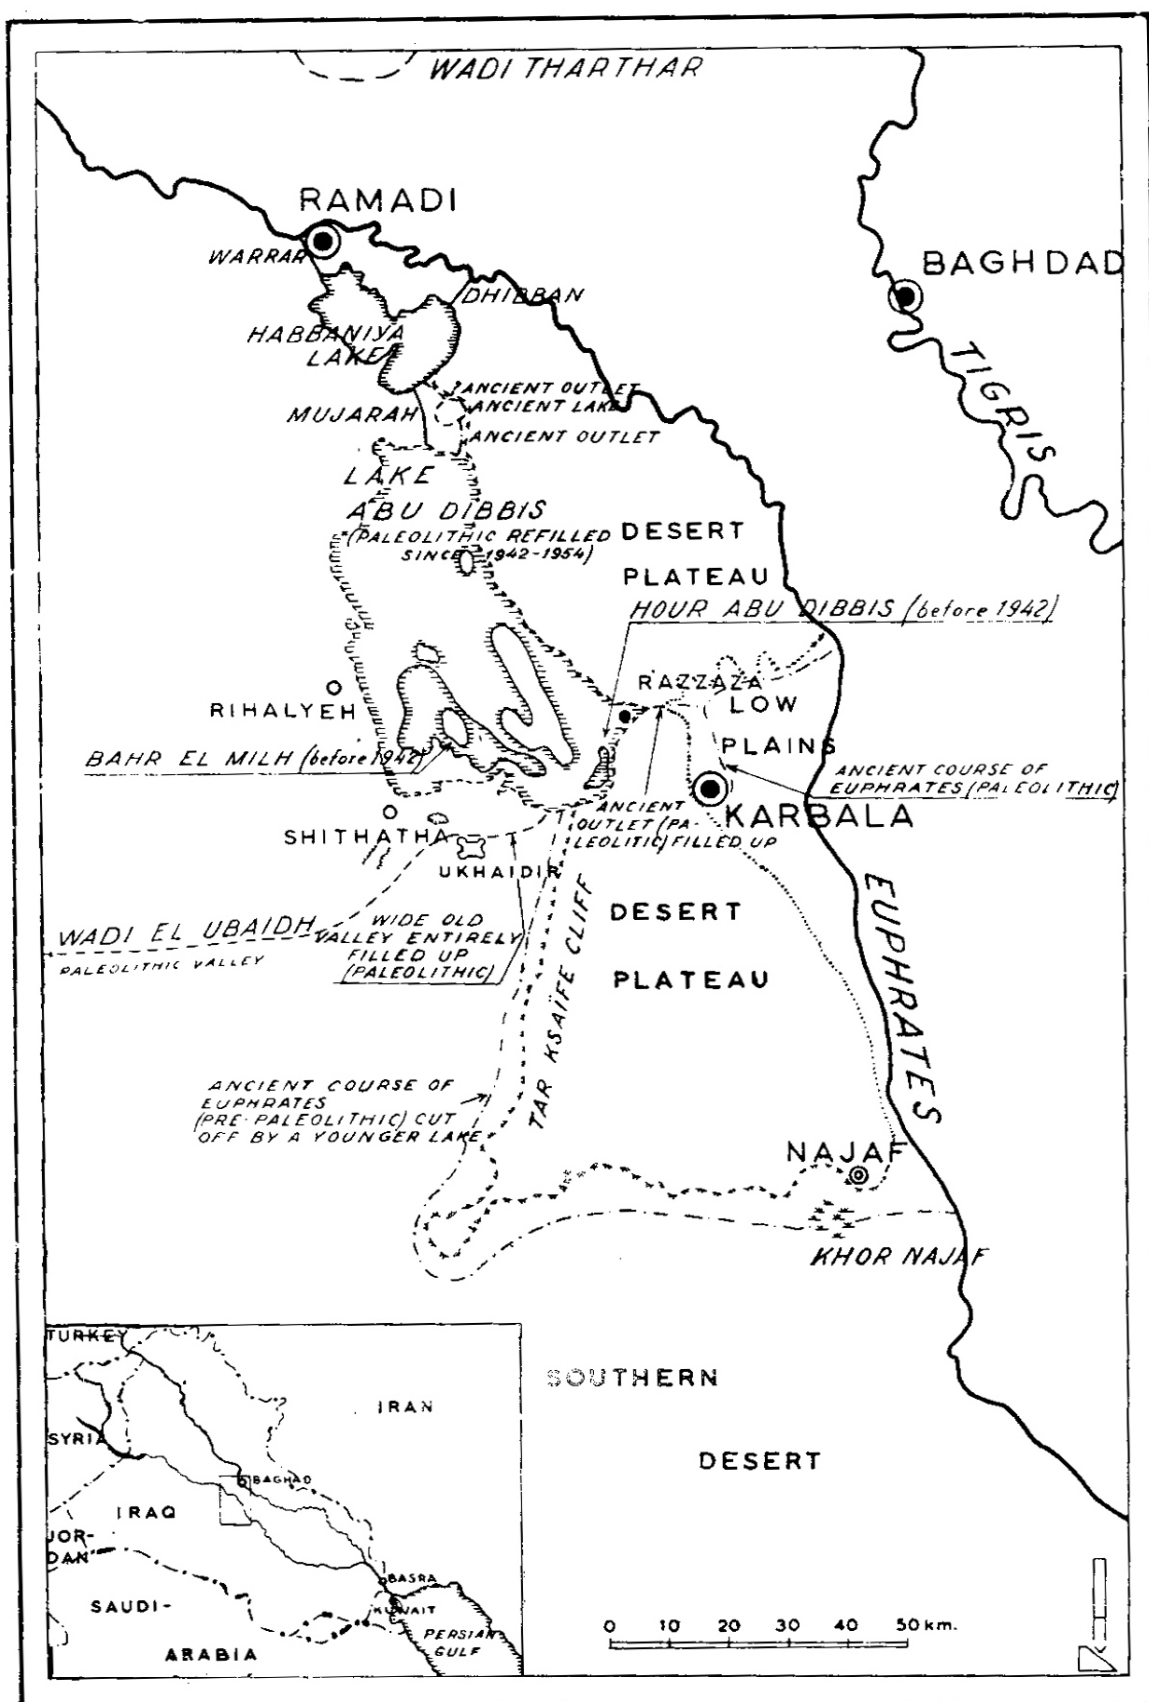 WADI THARTHAR
RAMADI
WARRAR
BAGHDAD
DHIBBAN
HABBANIYA
LAKE
TIGRIS
ANCIENT OUTLET
ANCIENT LAKE
MUJARAH
ANCIENT OUTLET
LAKE
ABU DIBBIS
(PALEOLITHIC REFILLED
SINCE 1942-1954)
DESERT
PLATEAU
HOUR ABU DIBBIS (before 1942)
RAZZAZA
LOW
PLAINS
RIHALYEH
BAHR EL MILH (before 1942)
ANCIENT COURSE OF
EUPHRATES (PALEOLITHIC)
ANCIENT
OUTLET (PA-
LEOLITIC) FILLED UP
KARBALA
SHITHATHA
UKHAIDIR
EUPHRATES
WADI EL UBAIDH
PALEOLITHIC VALLEY
WIDE OLD
VALLEY ENTIRELY
FILLED UP
(PALEOLITHIC)
TAR KSAIFE CLIFF
DESERT
PLATEAU
ANCIENT COURSE OF
EUPHRATES
(PRE-PALEOLITHIC) CUT
OFF BY A YOUNGER LAKE
NAJAF
KHOR NAJAF
SOUTHERN
DESERT
TURKEY
IRAN
SYRIA
BAGHAD
IRAQ
JOR-
DAN
BASRA
SAUDI-
ARABIA
KUWAIT
PERSIAN
GULF
0 10 20 30 40 50 km.